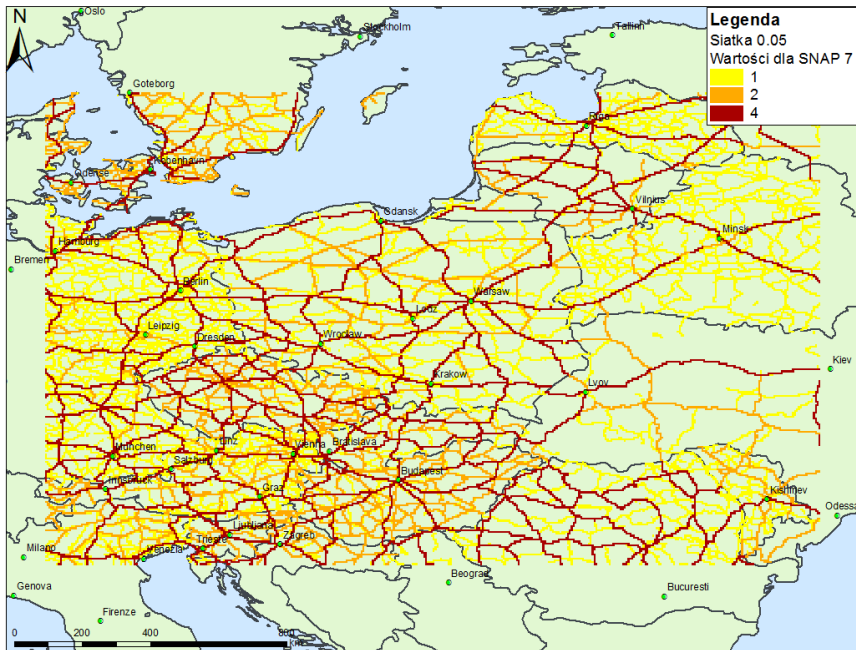 Oslo
N
Stockholm
Tallinn
Legenda
Siatka 0.05
Wartości dla SNAP 7
1
2
4
Goteborg
Riga
Kobenhavn
Odense
Vilnius
Gdansk
Minsk
Hamburg
Bremen
Berlin
Warsaw
Lodz
Leipzig
Wrocław
Dresden
Kiev
Krakow
Lvov
Linz
Vienna
Bratislava
Munchen
Salzburg
Budapest
Innsbruck
Graz
Kishinev
Odessa
Ljubljana
Zagreb
Trieste
Milano
Venezia
Beograd
Genova
Bucuresti
Firenze
0 200 400 800
km